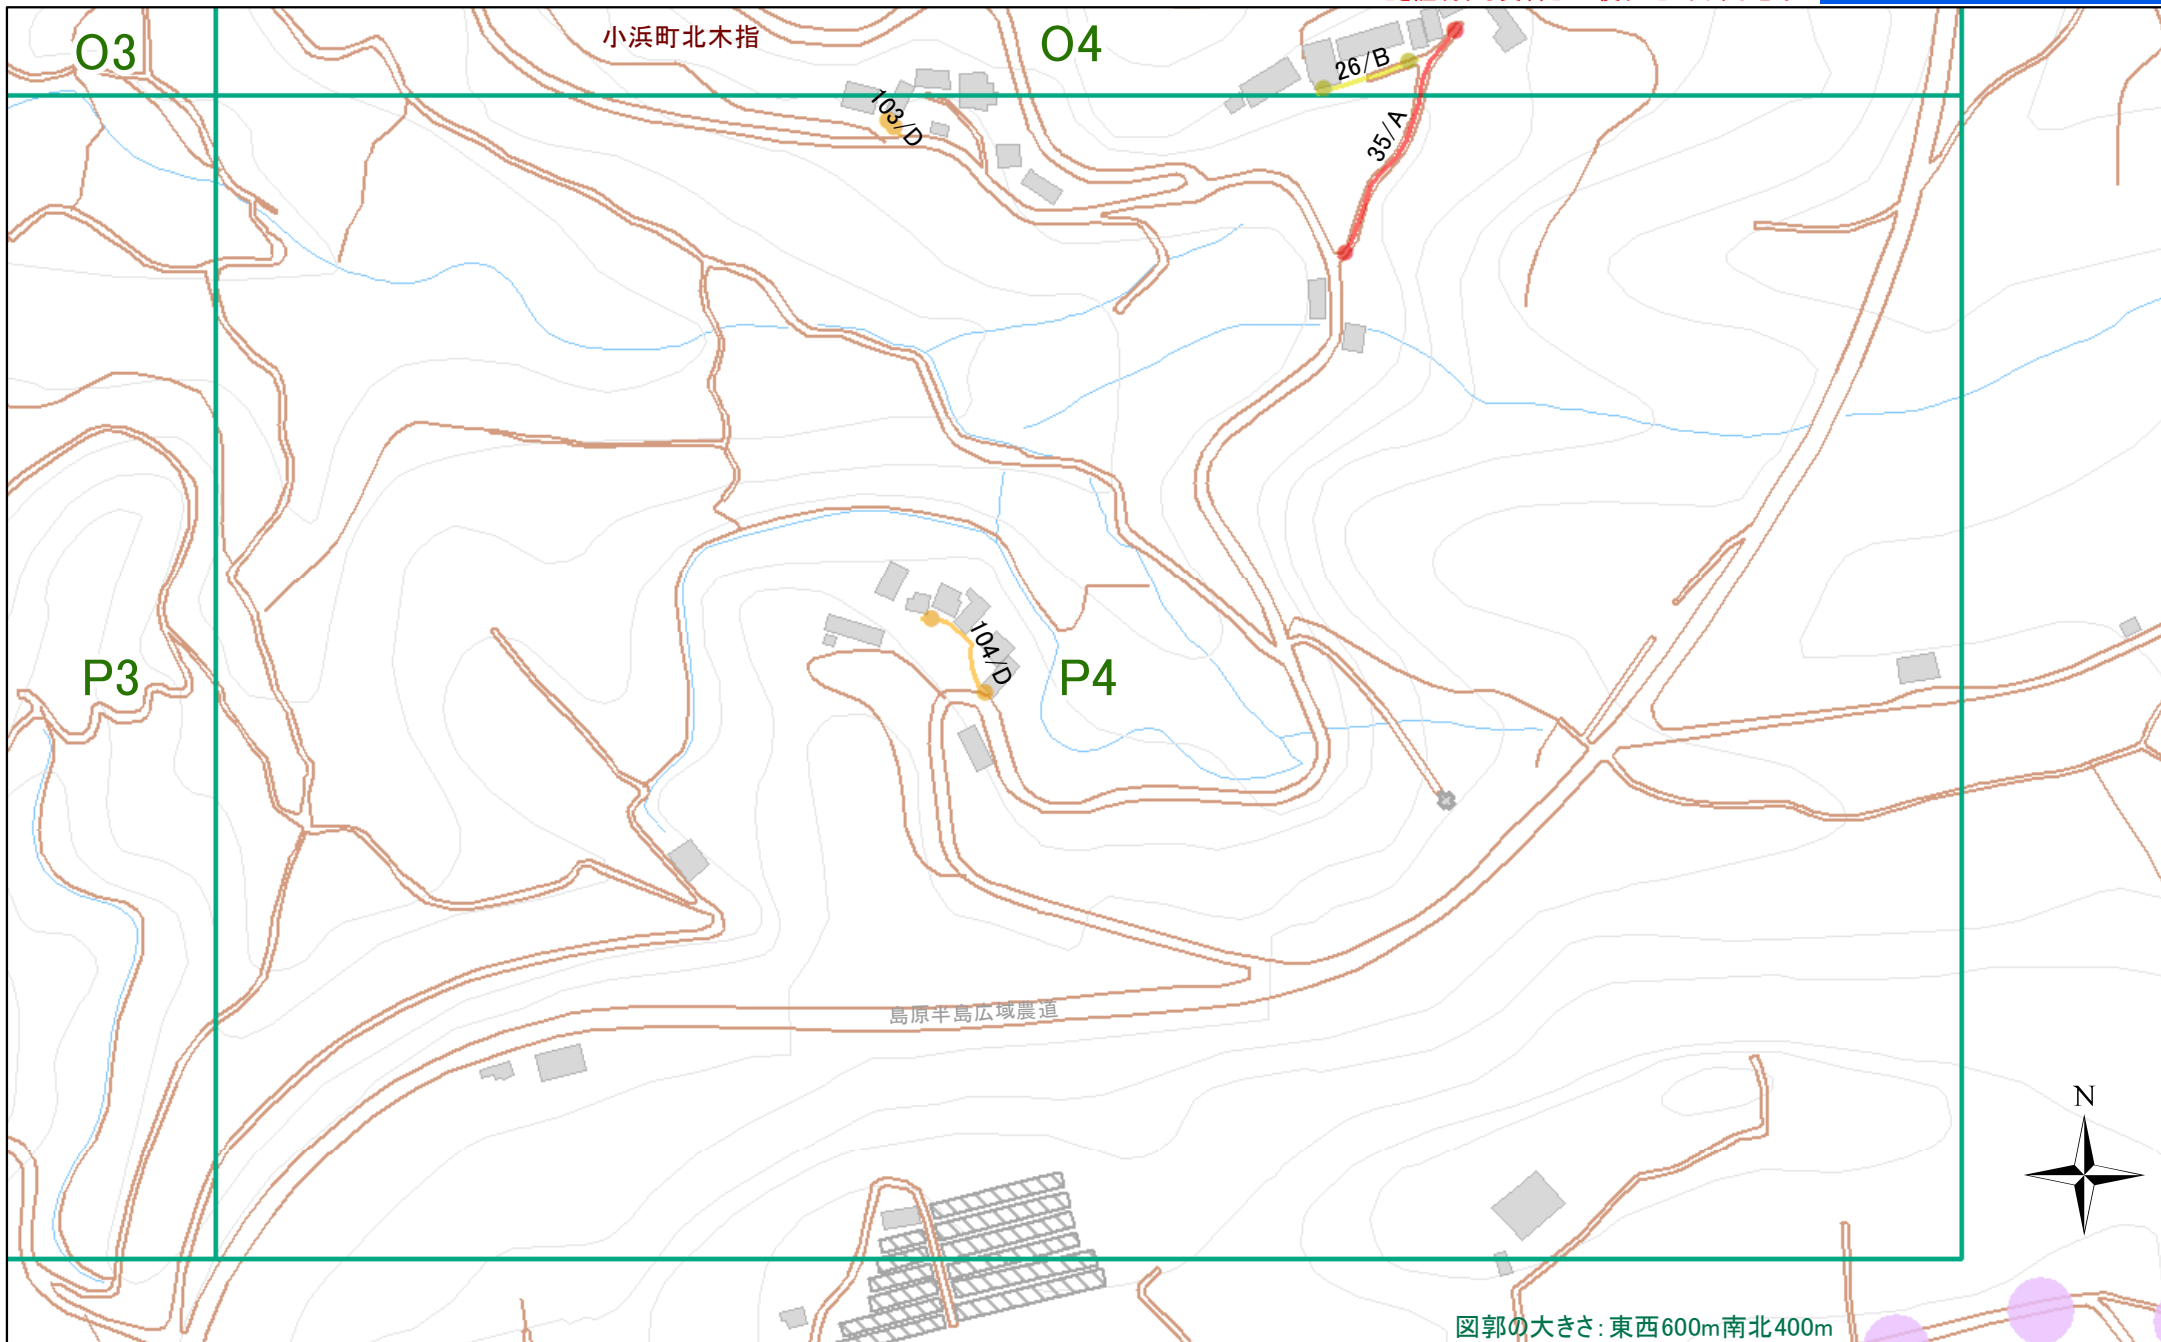 O3
小浜町北木指
O4
26/B
103/D
35/A
P3
104/D
P4
島原半島広域農道
N
図郭の大きさ：東西600m南北400m